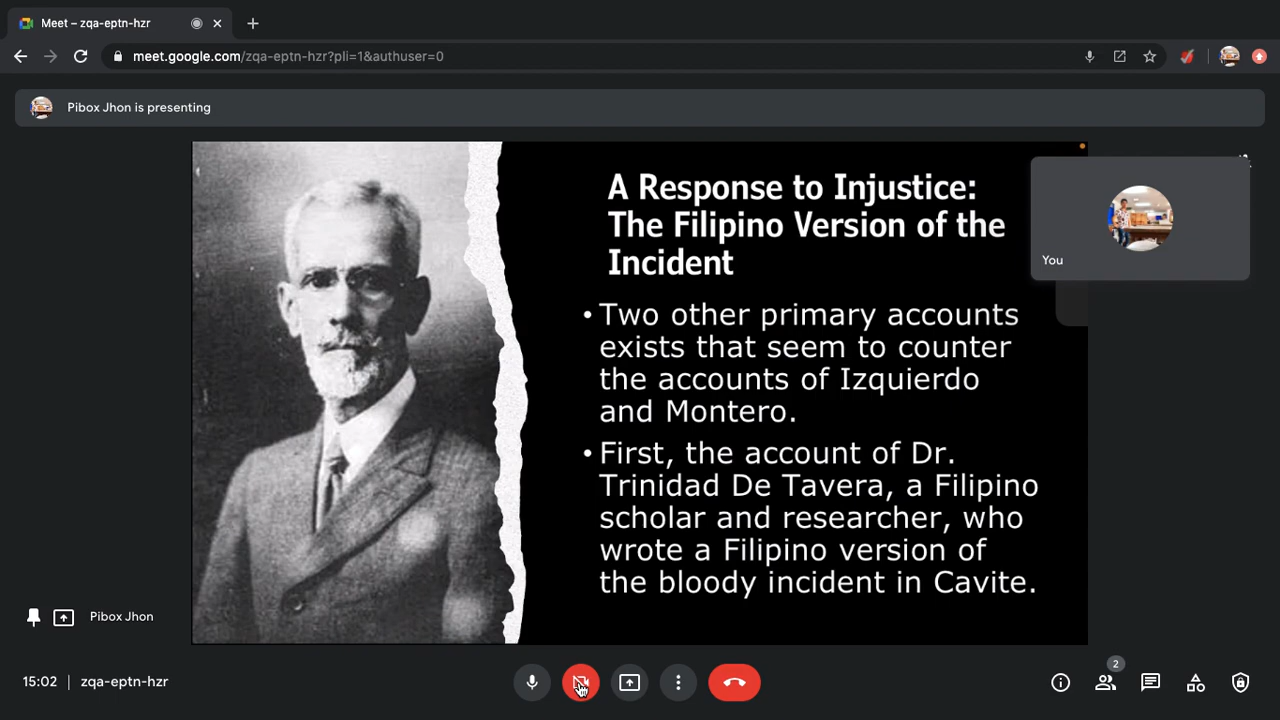 Meet – zqa-eptn-hzr
meet.google.com/zqa-eptn-hzr?pli=1&authuser=0
Pibox Jhon is presenting
A Response to Injustice:
The Filipino Version of the
Incident
• Two other primary accounts
exists that seem to counter
the accounts of Izquierdo
and Montero.
• First, the account of Dr.
Trinidad De Tavera, a Filipino
scholar and researcher, who
wrote a Filipino version of
the bloody incident in Cavite.
You
Pibox Jhon
15:02 | zqa-eptn-hzr
2